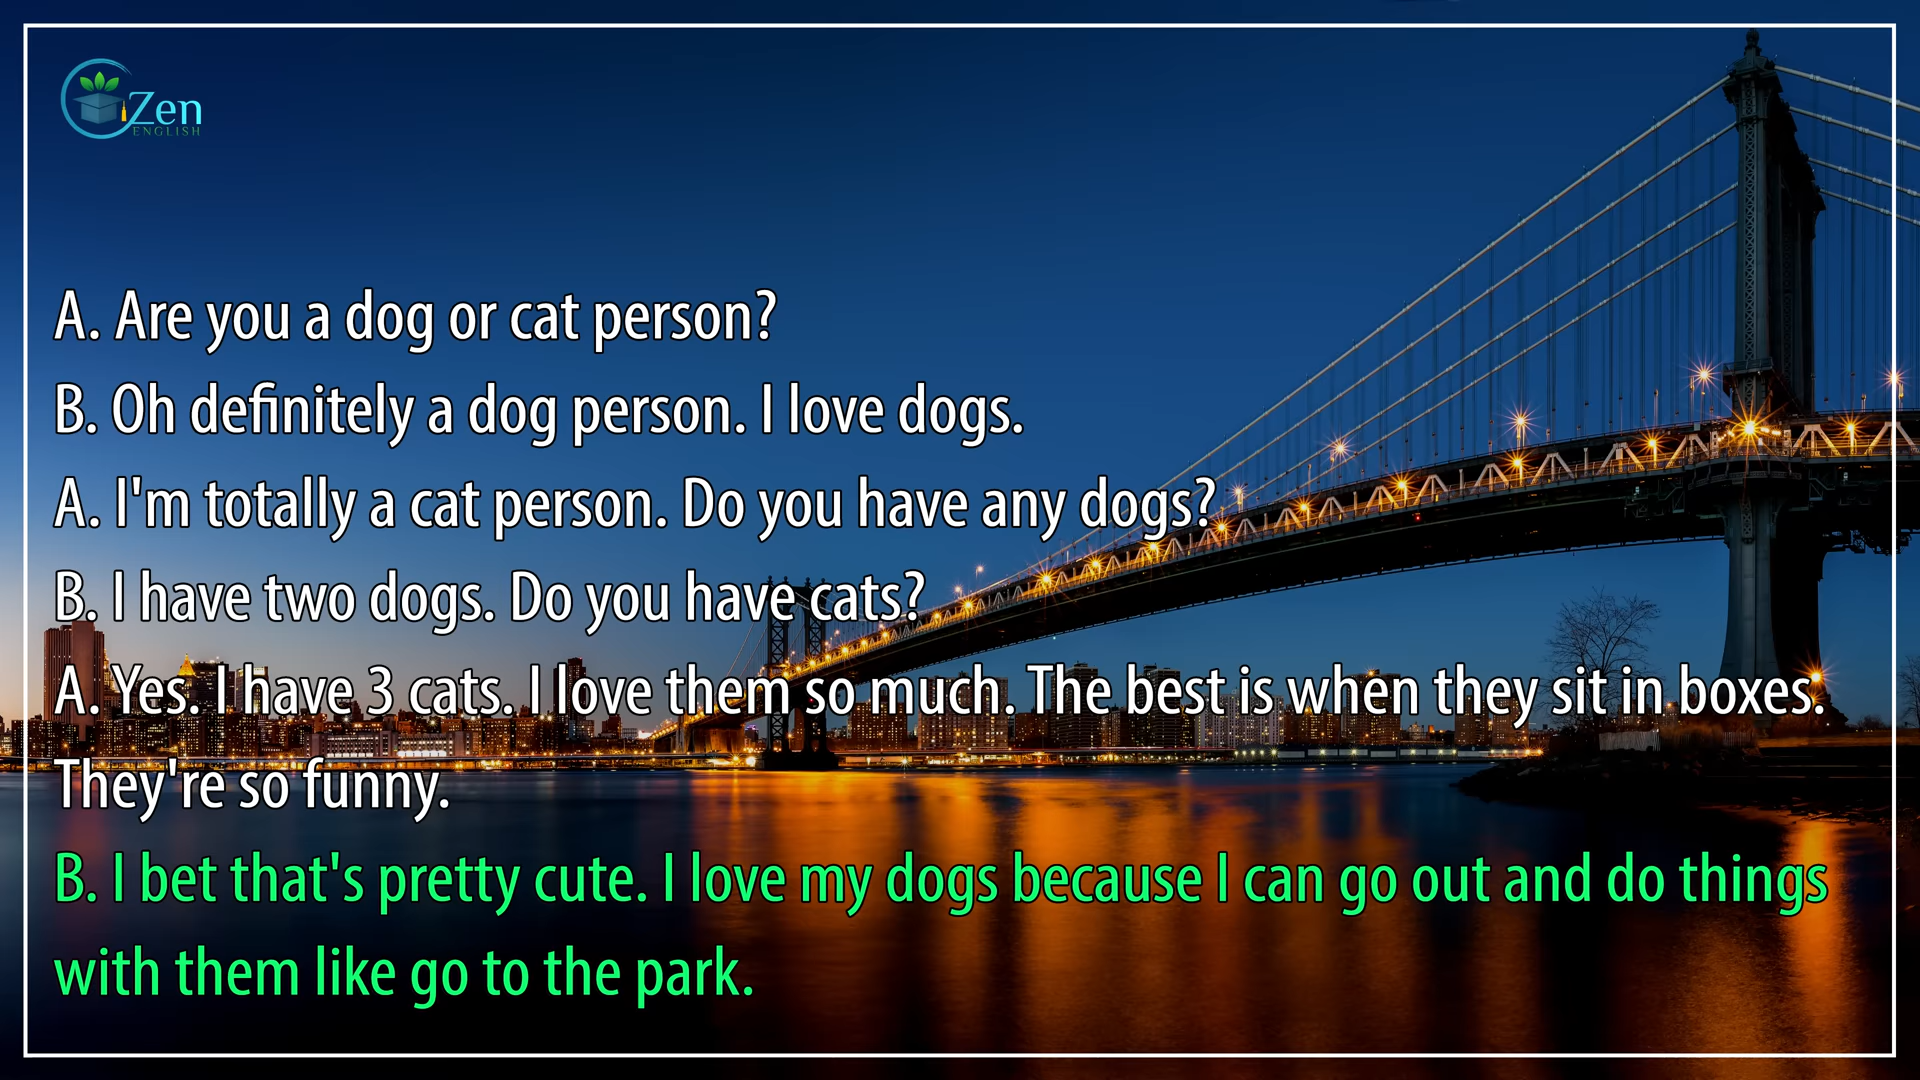 Zen
ENGLISH
A. Are you a dog or cat person?
B. Oh definitely a dog person. I love dogs.
A. I'm totally a cat person. Do you have any dogs?
B. I have two dogs. Do you have cats?
A. Yes. I have 3 cats. I love them so much. The best is when they sit in boxes.
They're so funny.
B. I bet that's pretty cute. I love my dogs because I can go out and do things
with them like go to the park.